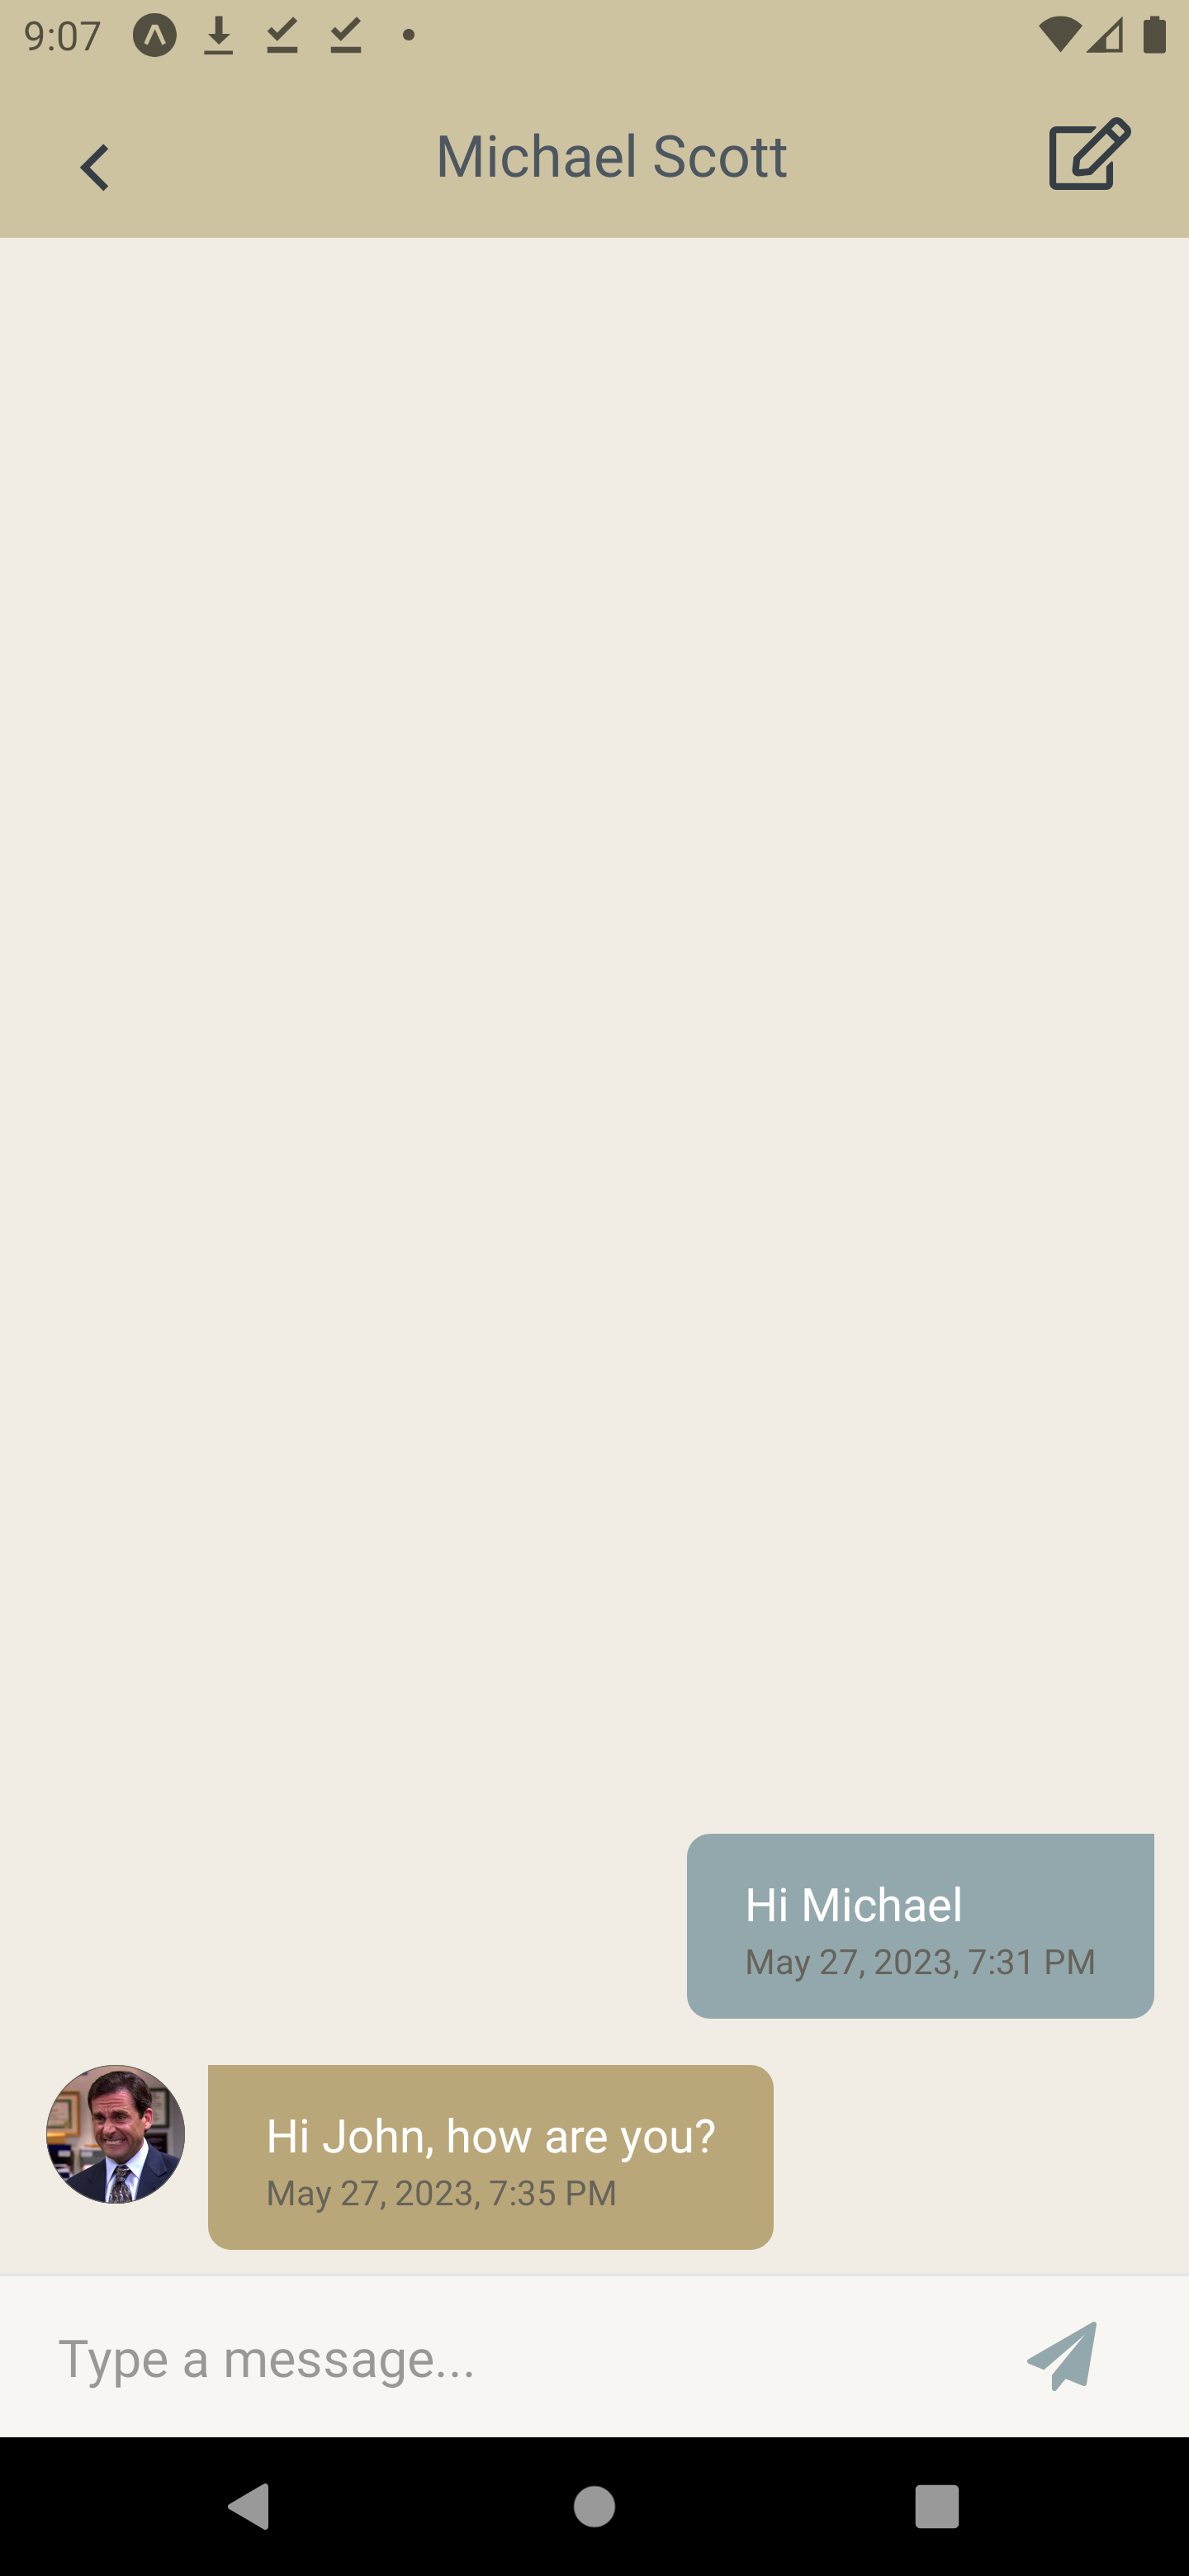 9:07
Michael Scott
Hi Michael
May 27, 2023, 7:31 PM
Hi John, how are you?
May 27, 2023, 7:35 PM
Type a message...